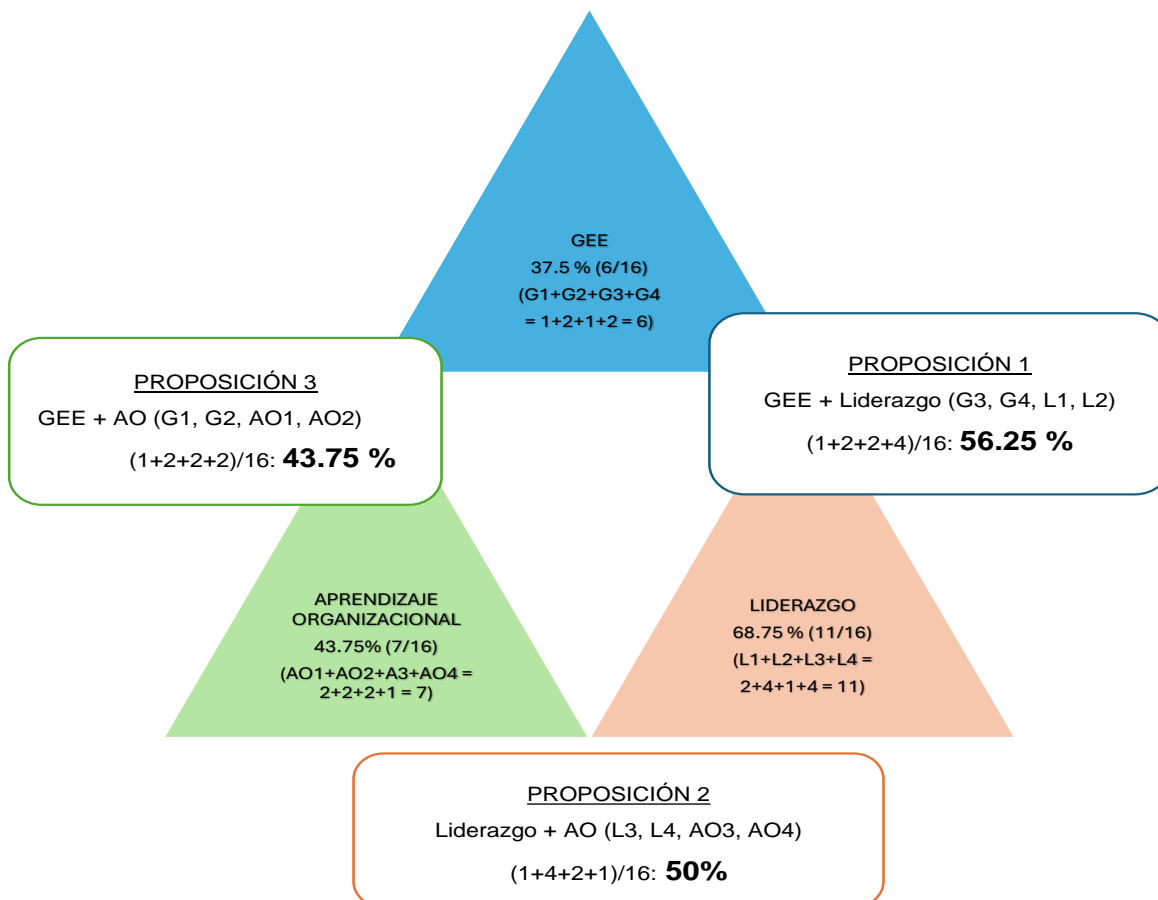 GEE
37.5 % (6/16)
(G1+G2+G3+G4
= 1+2+1+2 = 6)
PROPOSICIÓN 3
GEE + AO (G1, G2, AO1, AO2)
(1+2+2+2)/16: 43.75 %
PROPOSICIÓN 1
GEE + Liderazgo (G3, G4, L1, L2)
(1+2+2+4)/16: 56.25 %
APRENDIZAJE
ORGANIZACIONAL
43.75% (7/16)
(AO1+AO2+A3+AO4 =
2+2+2+1 = 7)
LIDERAZGO
68.75 % (11/16)
(L1+L2+L3+L4 =
2+4+1+4 = 11)
PROPOSICIÓN 2
Liderazgo + AO (L3, L4, AO3, AO4)
(1+4+2+1)/16: 50%